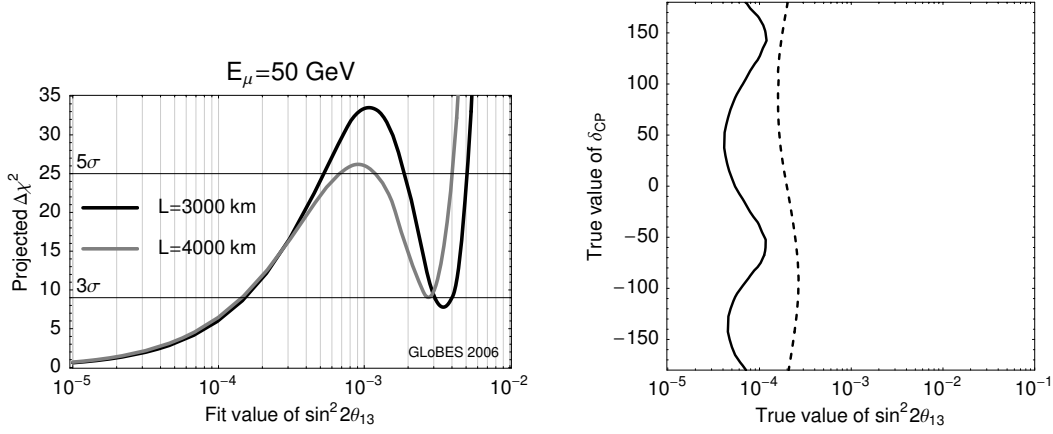 E_μ=50 GeV
Projected Δχ²
35
30
25
20
15
10
5
0
5σ
3σ
L=3000 km
L=4000 km
GLoBES 2006
10⁻⁵ 10⁻⁴ 10⁻³ 10⁻²
Fit value of sin²2θ₁₃
True value of δ_CP
150
100
50
0
−50
−100
−150
10⁻⁵ 10⁻⁴ 10⁻³ 10⁻² 10⁻¹
True value of sin²2θ₁₃